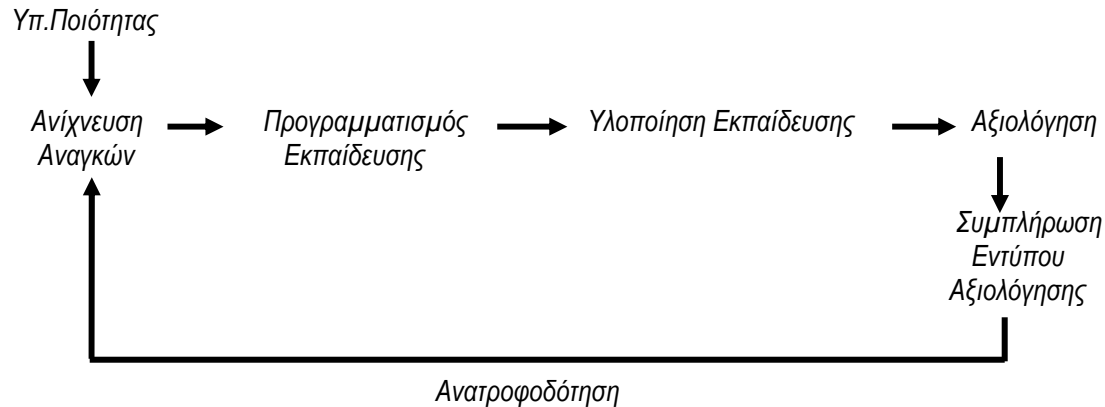 Υπ.Ποιότητας
Ανίχνευση
Αναγκών
Προγραμματισμός
Εκπαίδευσης
Υλοποίηση Εκπαίδευσης
Αξιολόγηση
Συμπλήρωση
Εντύπου
Αξιολόγησης
Ανατροφοδότηση